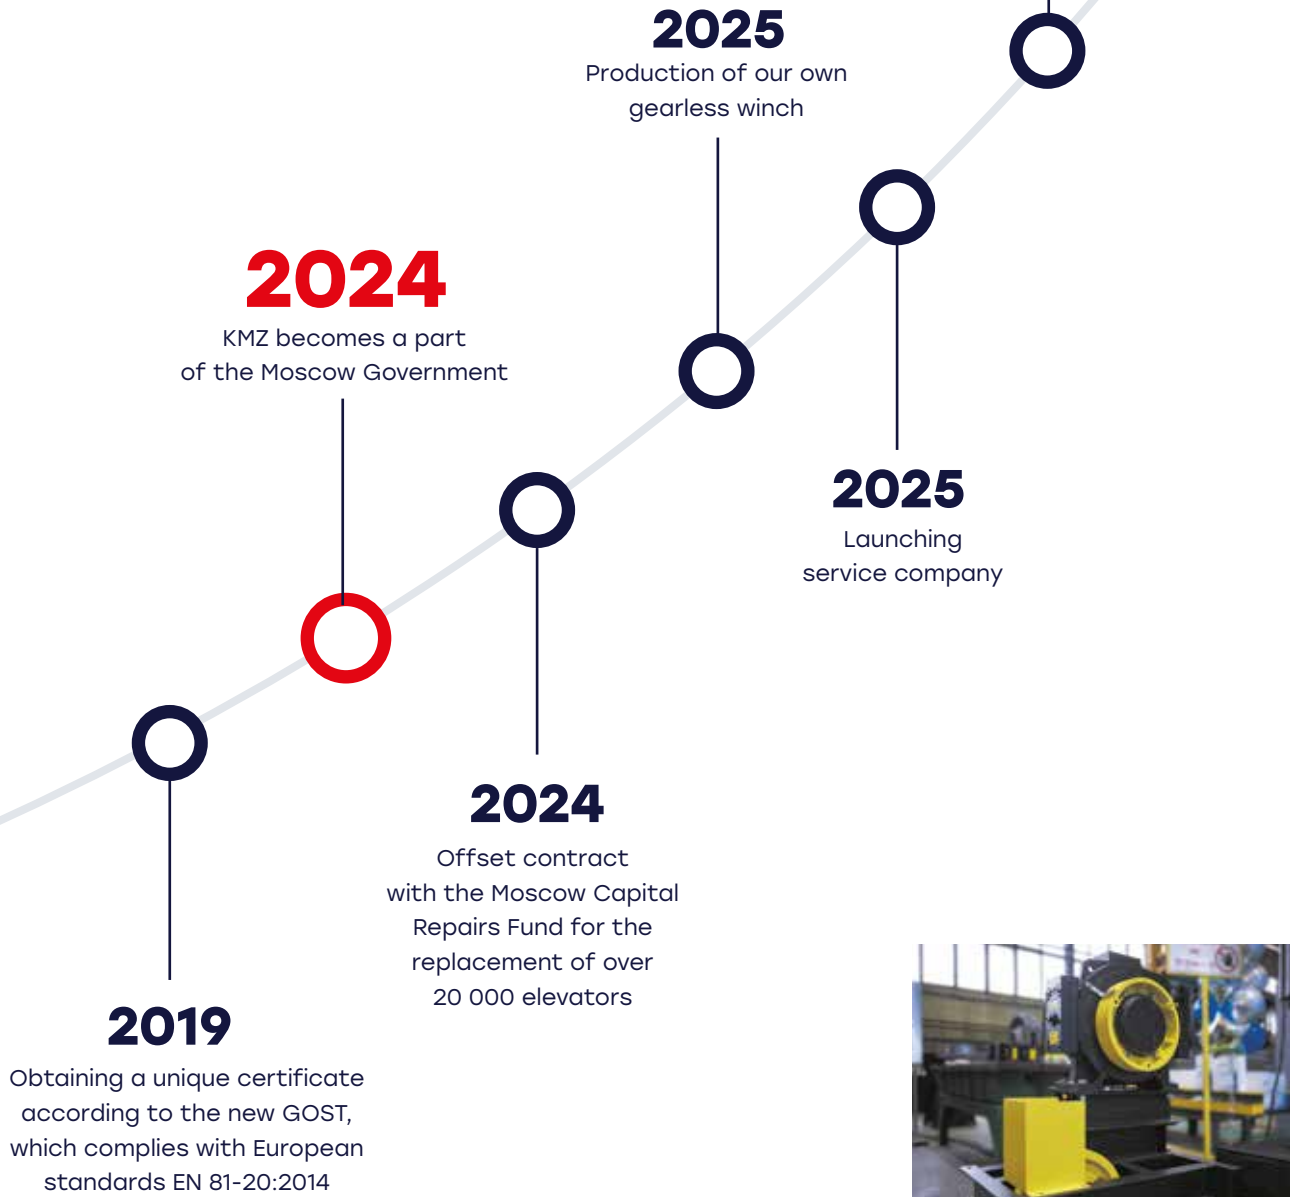 2025
Production of our own
gearless winch
2024
KMZ becomes a part
of the Moscow Government
2025
Launching
service company
2024
Offset contract
with the Moscow Capital
Repairs Fund for the
replacement of over
20 000 elevators
2019
Obtaining a unique certificate
according to the new GOST,
which complies with European
standards EN 81-20:2014